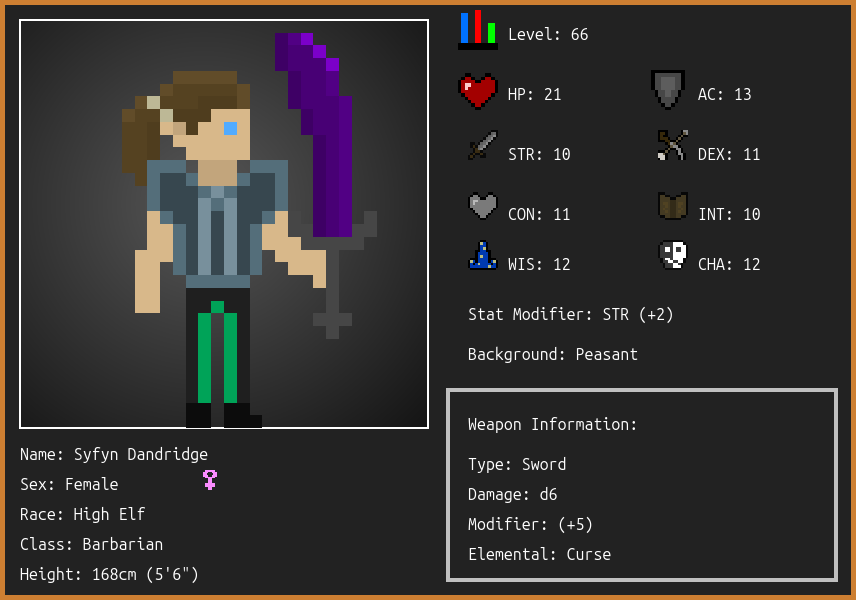 Level: 66
HP: 21
AC: 13
STR: 10
DEX: 11
CON: 11
INT: 10
WIS: 12
CHA: 12
Stat Modifier: STR (+2)
Background: Peasant
Weapon Information:
Type: Sword
Damage: d6
Modifier: (+5)
Elemental: Curse
Name: Syfyn Dandridge
Sex: Female
Race: High Elf
Class: Barbarian
Height: 168cm (5'6")